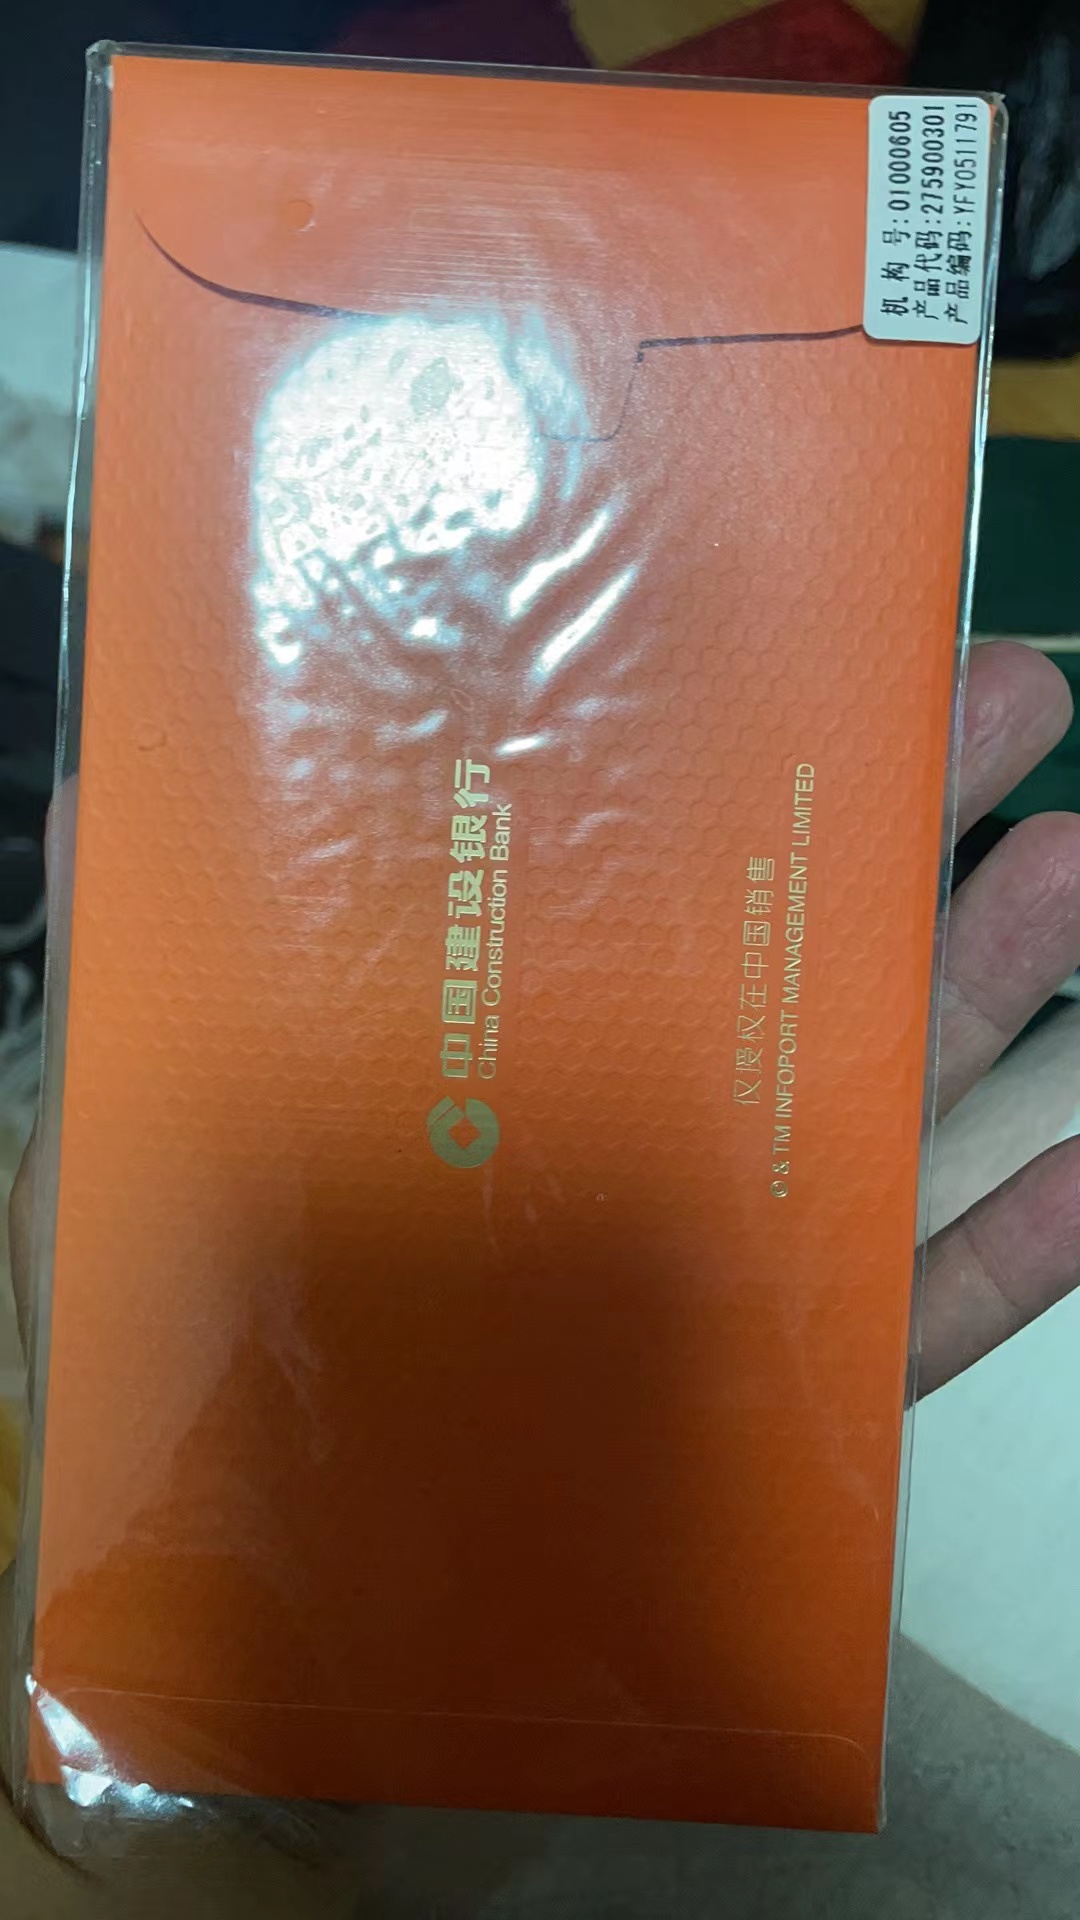 机 构 号:01000605
产品代码:275900301
产品编码:YFY0511791
中国建设银行
China Construction Bank
仅授权在中国销售
© & TM INFOPORT MANAGEMENT LIMITED